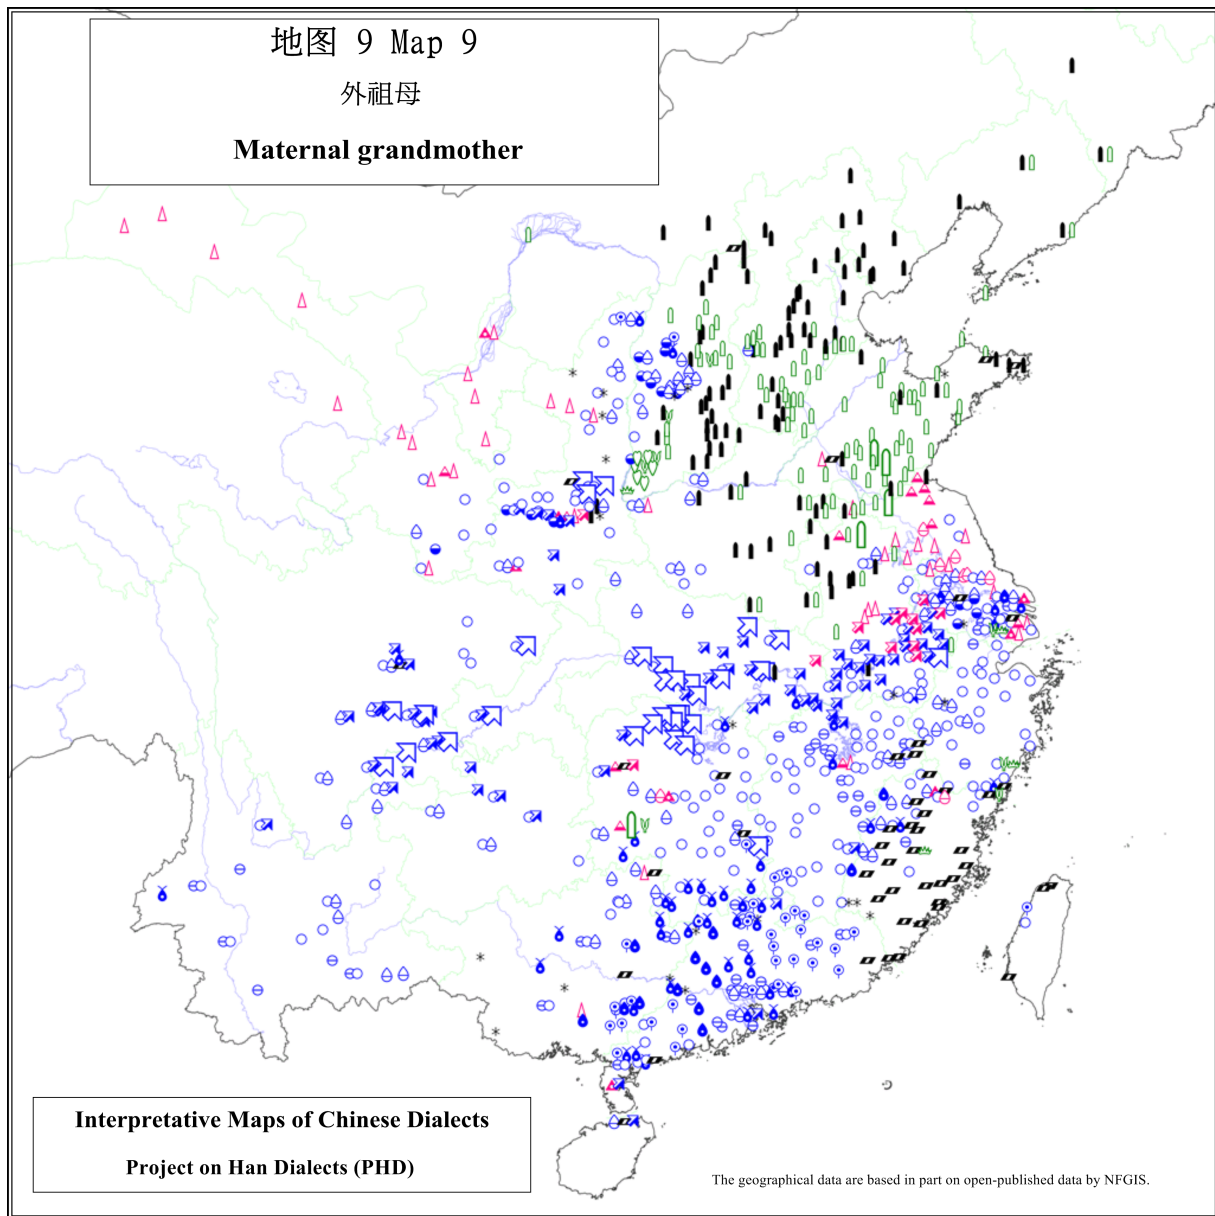 地图 9 Map 9
外祖母
Maternal grandmother
Interpretative Maps of Chinese Dialects
Project on Han Dialects (PHD)
The geographical data are based in part on open-published data by NFGIS.